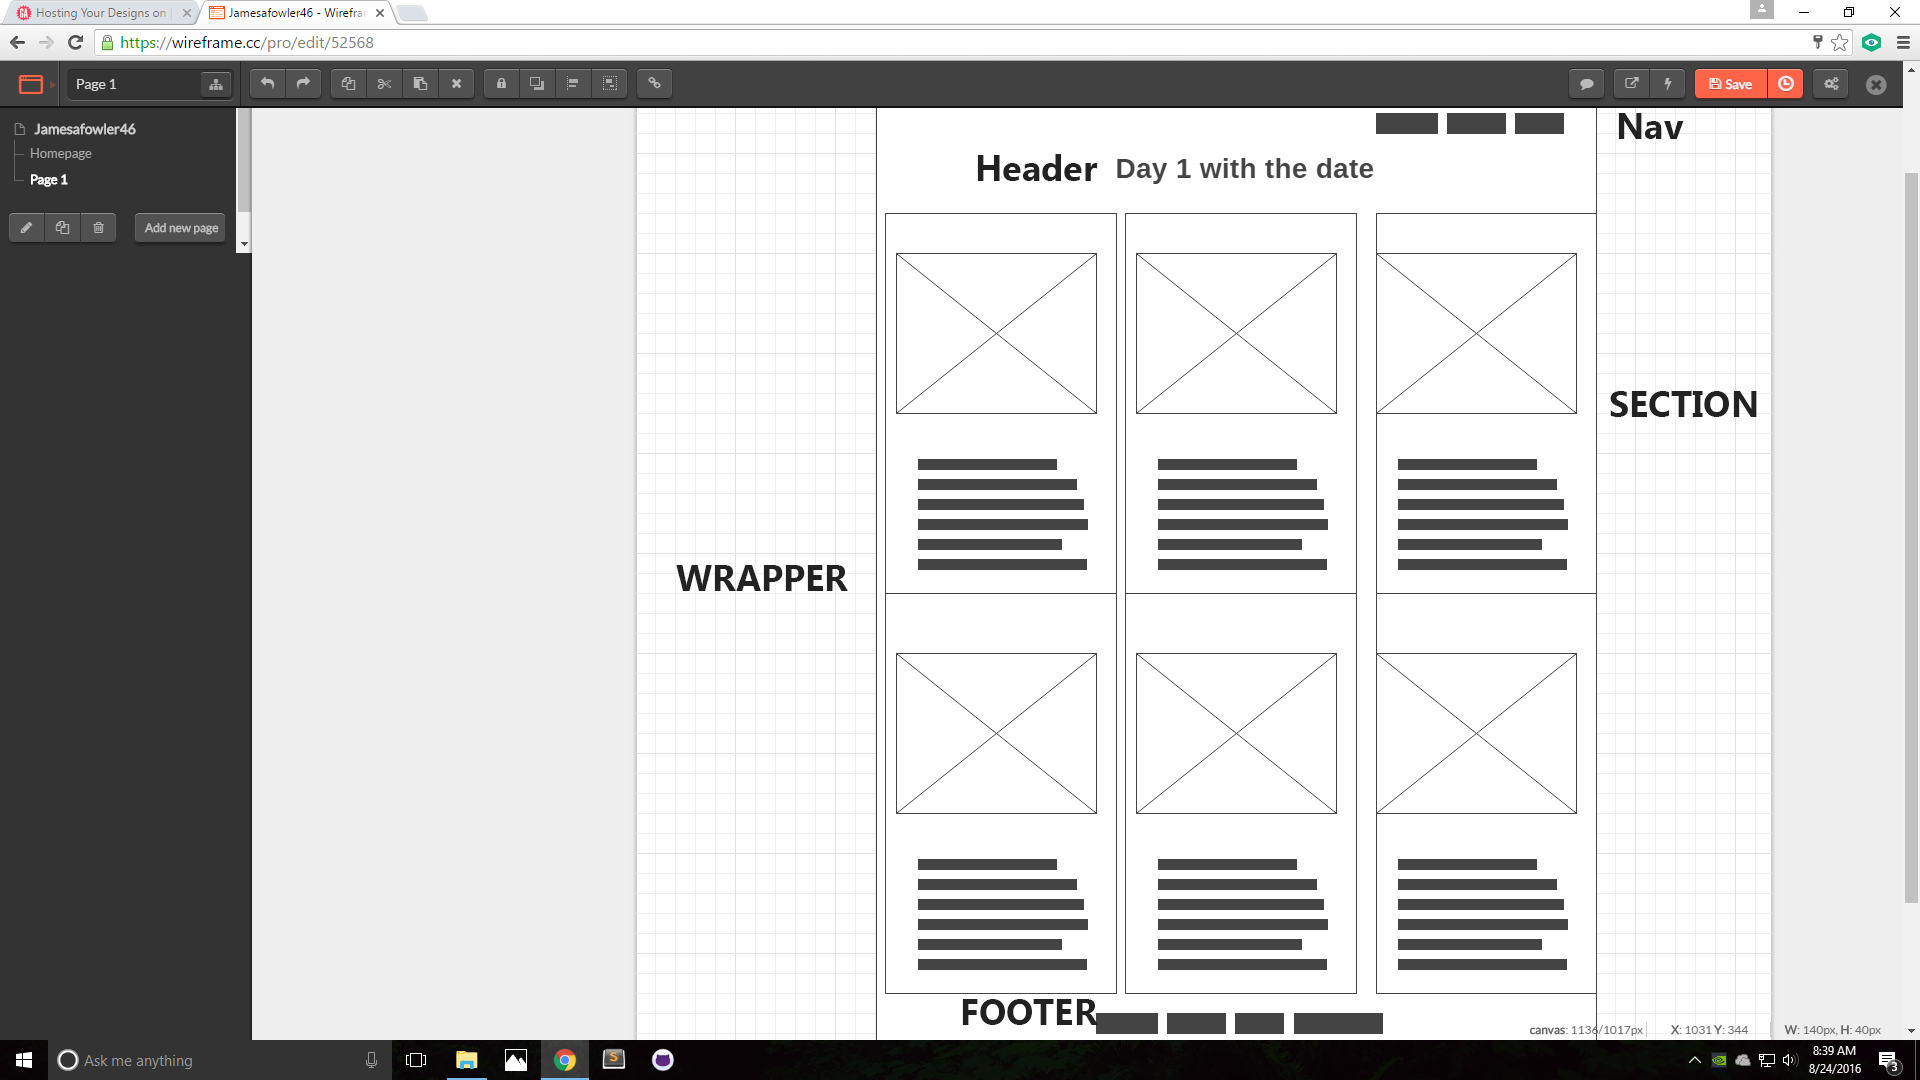 Hosting Your Designs on
Jamesafowler46 - Wirefra
https://wireframe.cc/pro/edit/52568
Page 1
Save
Jamesafowler46
Homepage
Page 1
Add new page
Nav
Header Day 1 with the date
SECTION
WRAPPER
FOOTER
canvas: 1136/1017px X: 1031 Y: 344 W: 140px, H: 40px
Ask me anything
8:39 AM
8/24/2016
3